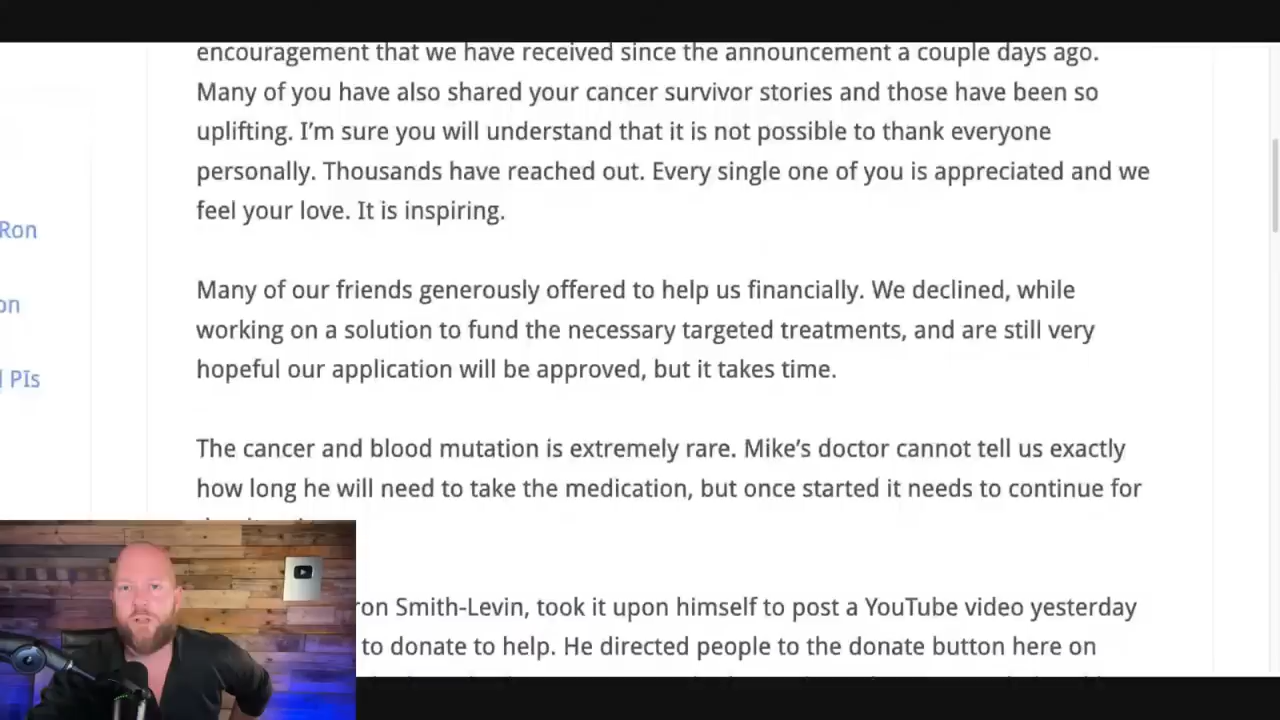 encouragement that we have received since the announcement a couple days ago.
Many of you have also shared your cancer survivor stories and those have been so
uplifting. I’m sure you will understand that it is not possible to thank everyone
personally. Thousands have reached out. Every single one of you is appreciated and we
feel your love. It is inspiring.
Ron
Many of our friends generously offered to help us financially. We declined, while
on
working on a solution to fund the necessary targeted treatments, and are still very
hopeful our application will be approved, but it takes time.
PIs
The cancer and blood mutation is extremely rare. Mike’s doctor cannot tell us exactly
how long he will need to take the medication, but once started it needs to continue for
ron Smith-Levin, took it upon himself to post a YouTube video yesterday
to donate to help. He directed people to the donate button here on